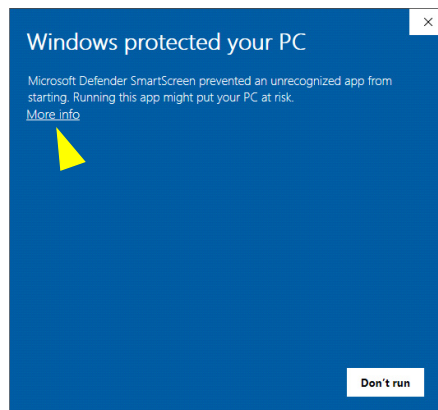 Windows protected your PC
Microsoft Defender SmartScreen prevented an unrecognized app from
starting. Running this app might put your PC at risk.
More info
Don't run